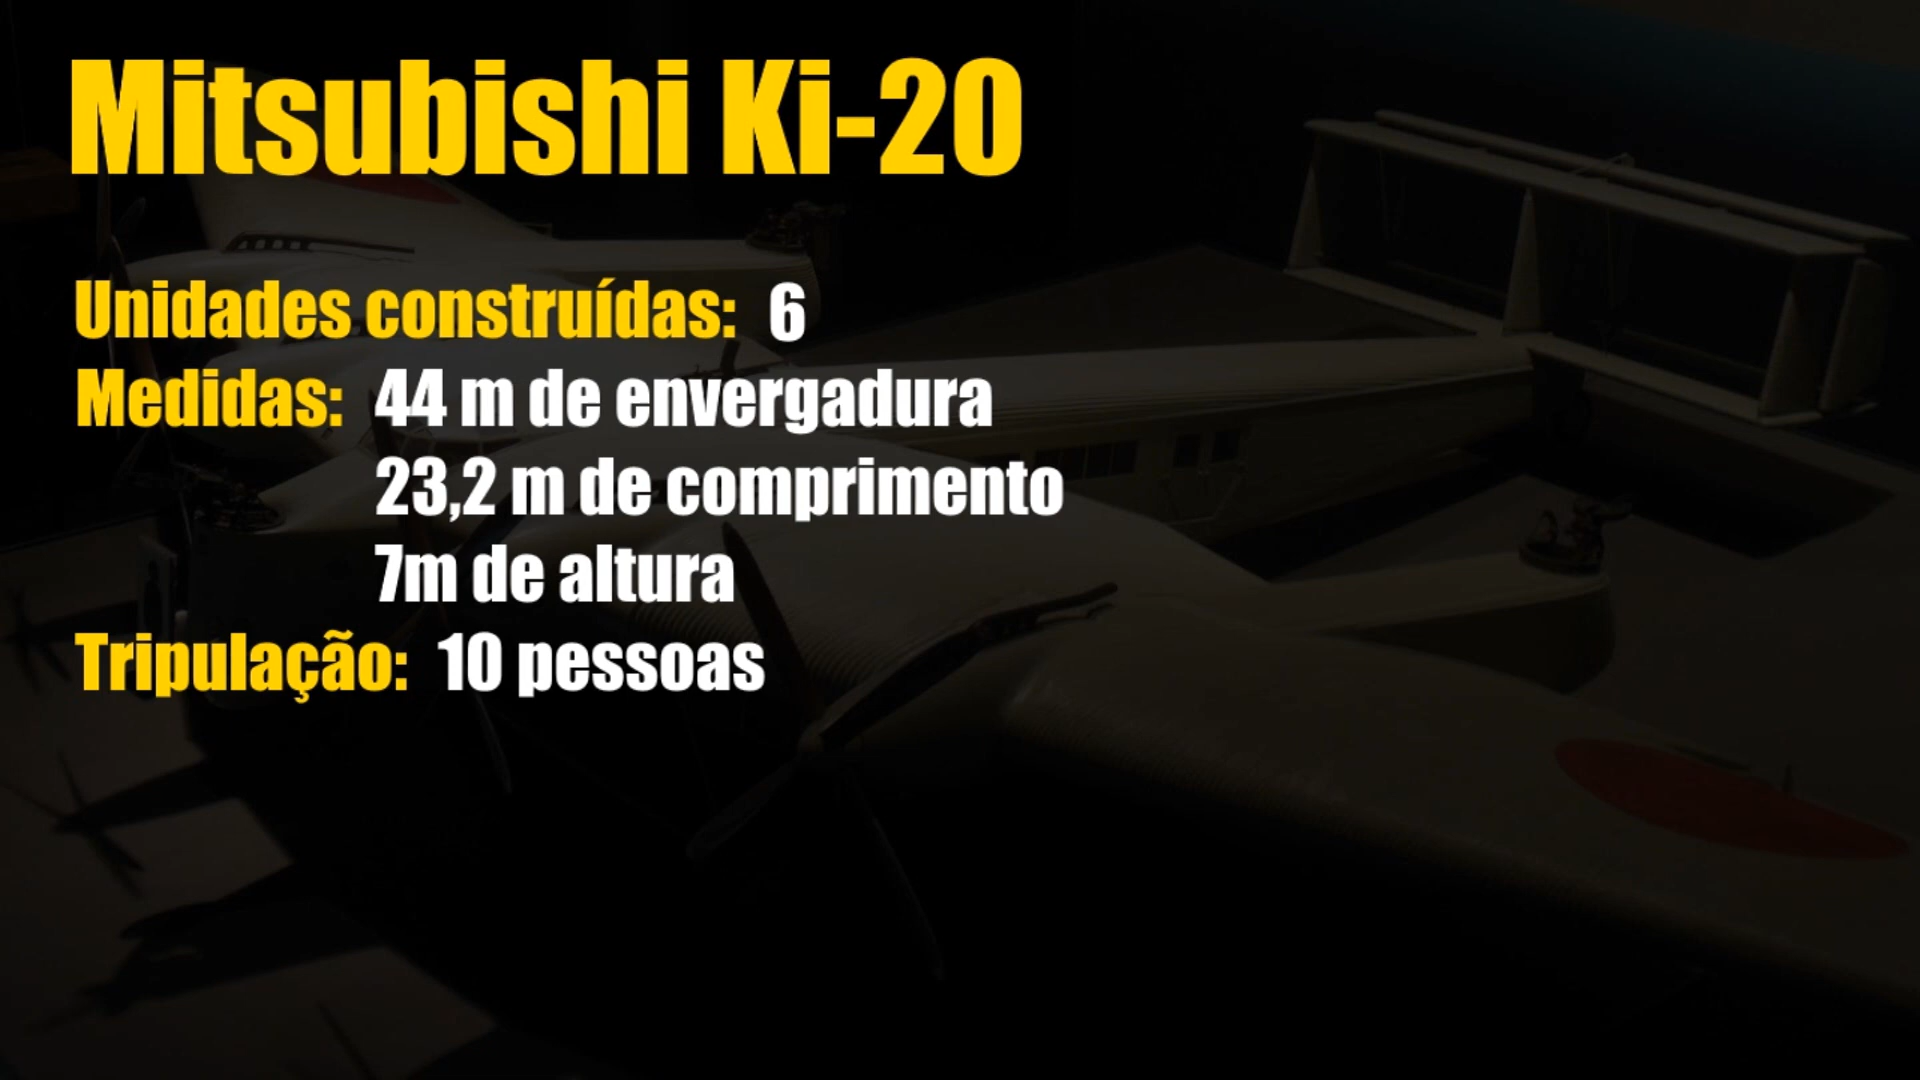 Mitsubishi Ki-20
Unidades construídas: 6
Medidas: 44 m de envergadura
23,2 m de comprimento
7m de altura
Tripulação: 10 pessoas